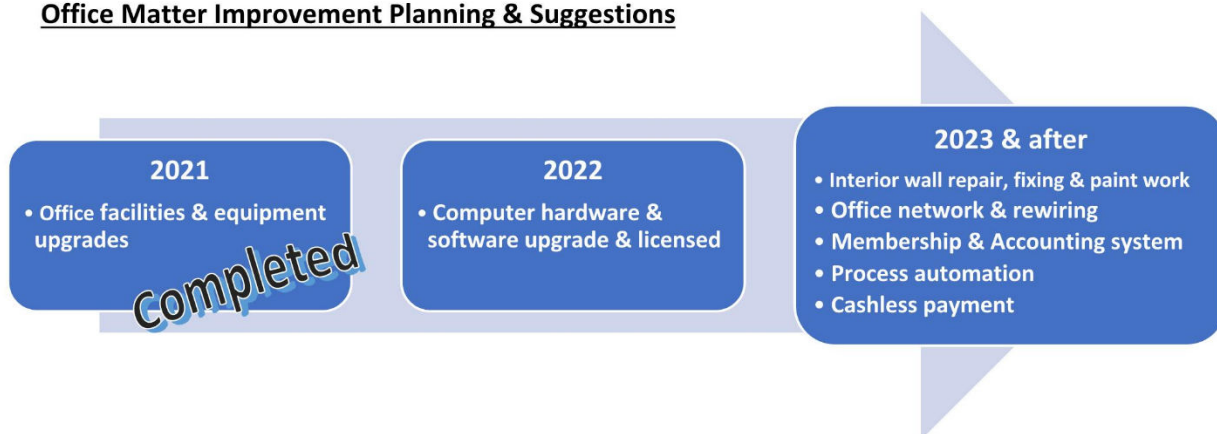 Office Matter Improvement Planning & Suggestions
2021
• Office facilities & equipment
upgrades
Completed
2022
• Computer hardware &
software upgrade & licensed
2023 & after
• Interior wall repair, fixing & paint work
• Office network & rewiring
• Membership & Accounting system
• Process automation
• Cashless payment